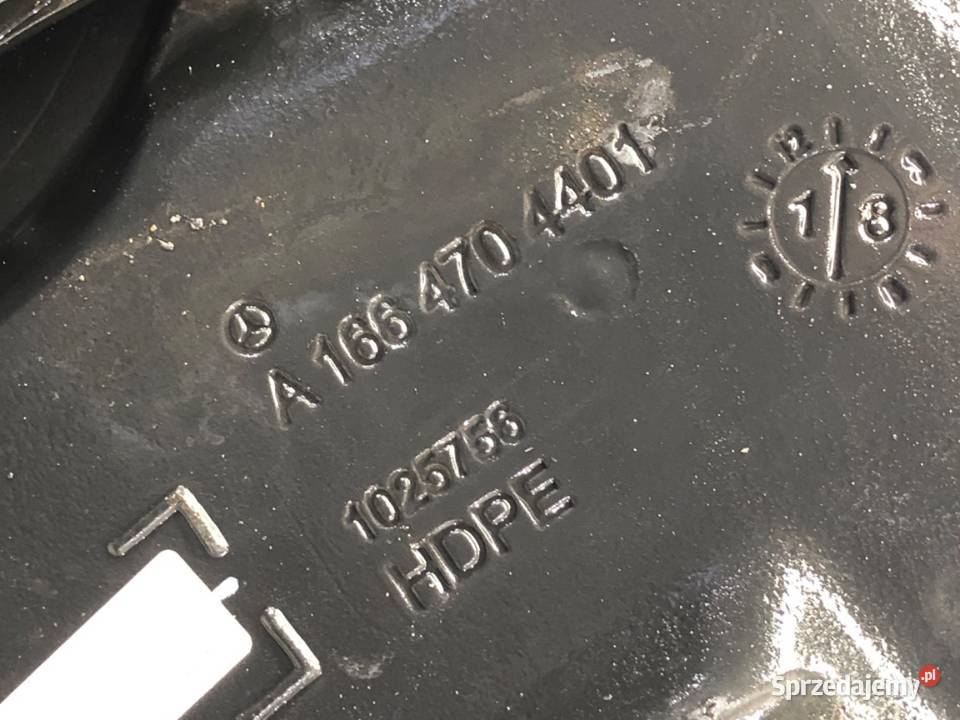 A 166 470 4401
1025756
HDPE
1 8
Sprzedajemy.pl